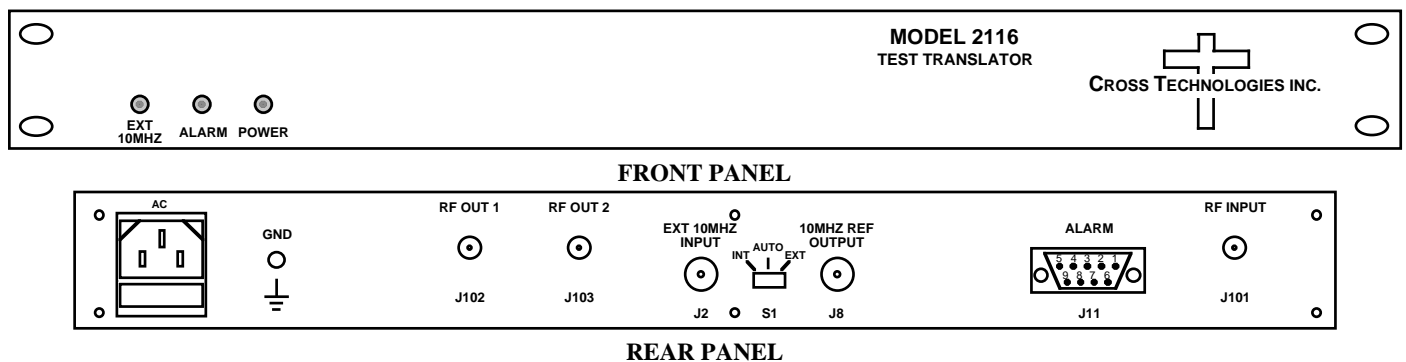 MODEL 2116
TEST TRANSLATOR
CROSS TECHNOLOGIES INC.
EXT
10MHZ
ALARM
POWER
FRONT PANEL
AC
GND
RF OUT 1
J102
RF OUT 2
J103
EXT 10MHZ
INPUT
J2
INT
AUTO
EXT
S1
10MHZ REF
OUTPUT
J8
ALARM
5 4 3 2 1
9 8 7 6
J11
RF INPUT
J101
REAR PANEL